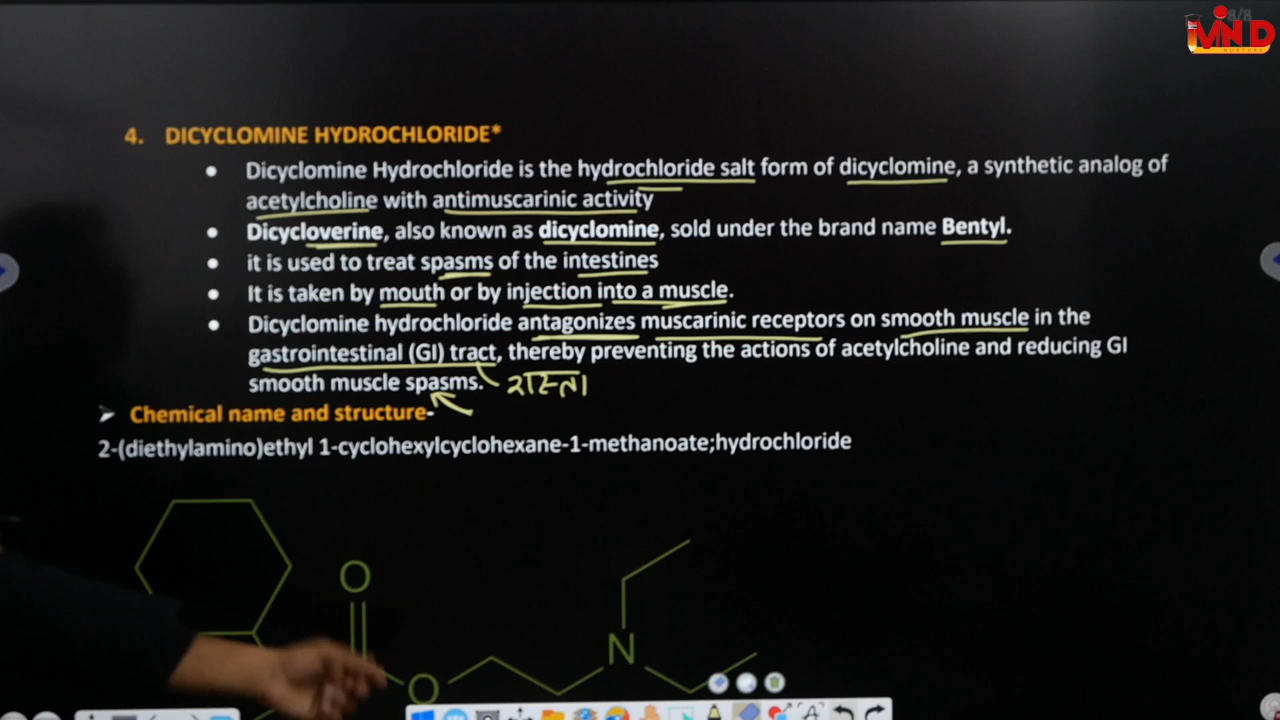 8/8
MIND
NURTURE
4. DICYCLOMINE HYDROCHLORIDE*
• Dicyclomine Hydrochloride is the hydrochloride salt form of dicyclomine, a synthetic analog of
acetylcholine with antimuscarinic activity
• Dicycloverine, also known as dicyclomine, sold under the brand name Bentyl.
• it is used to treat spasms of the intestines
• It is taken by mouth or by injection into a muscle.
• Dicyclomine hydrochloride antagonizes muscarinic receptors on smooth muscle in the
gastrointestinal (GI) tract, thereby preventing the actions of acetylcholine and reducing GI
smooth muscle spasms.
➤ Chemical name and structure-
2-(diethylamino)ethyl 1-cyclohexylcyclohexane-1-methanoate;hydrochloride
O
N
O